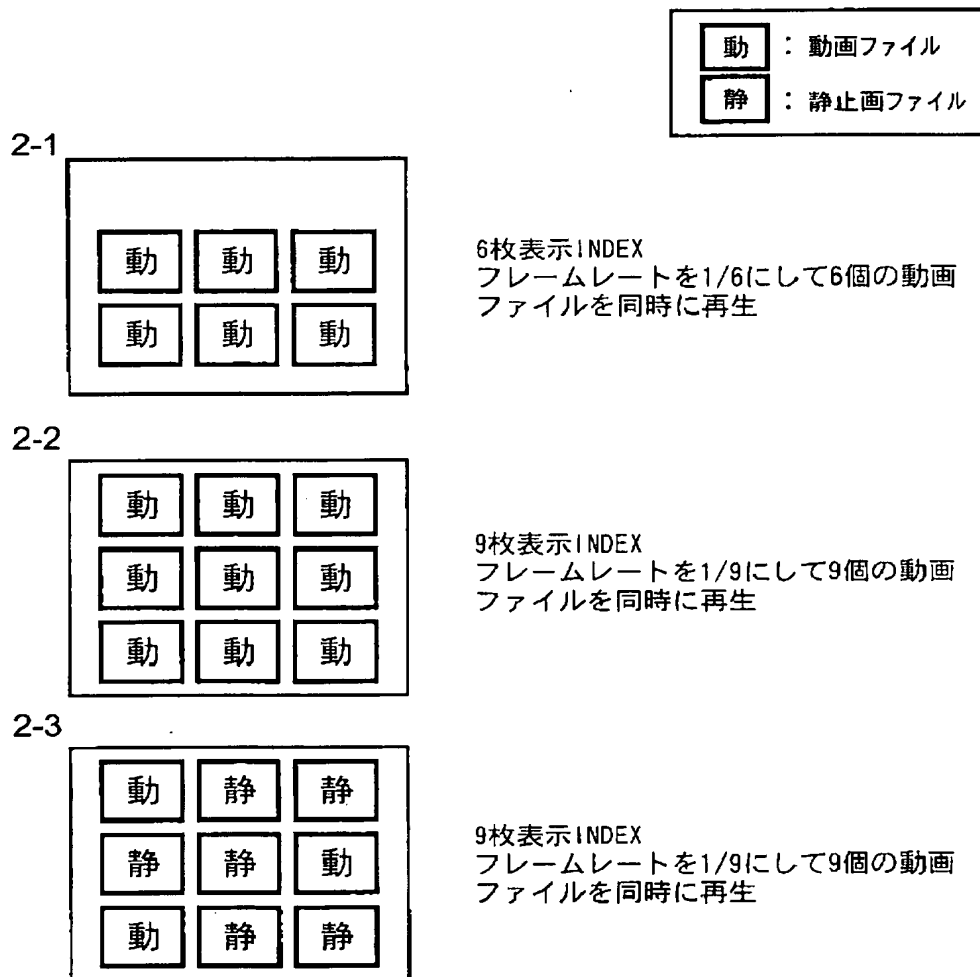 動 : 動画ファイル
静 : 静止画ファイル
2-1
動 動 動
動 動 動
6枚表示INDEX
フレームレートを1/6にして6個の動画
ファイルを同時に再生
2-2
動 動 動
動 動 動
動 動 動
9枚表示INDEX
フレームレートを1/9にして9個の動画
ファイルを同時に再生
2-3
動 静 静
静 静 動
動 静 静
9枚表示INDEX
フレームレートを1/9にして9個の動画
ファイルを同時に再生